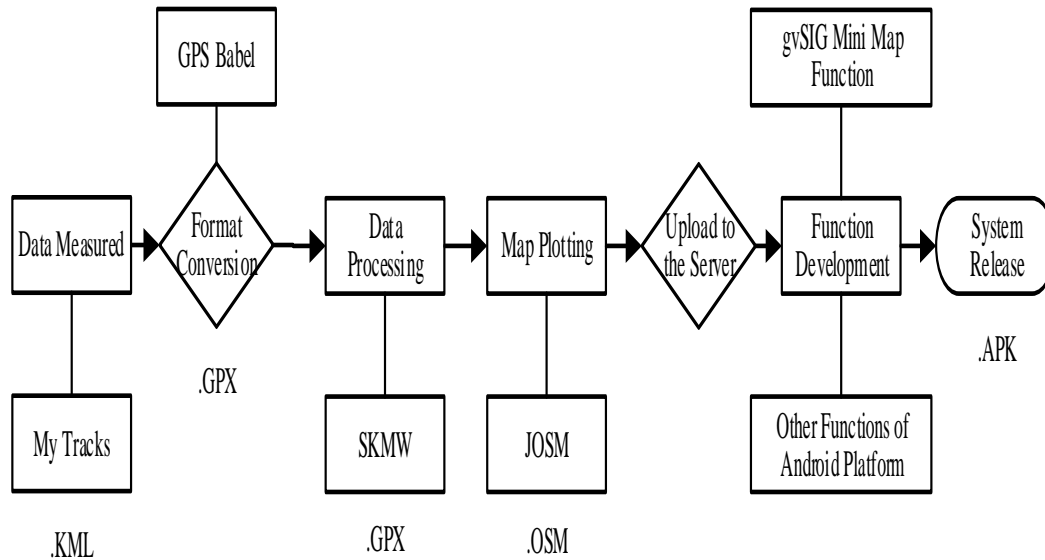 GPS Babel
gvSIG Mini Map
Function
Data Measured
Format
Conversion
Data
Processing
Map Plotting
Upload to
the Server
Function
Development
System
Release
.GPX
.APK
My Tracks
SKMW
JOSM
Other Functions of
Android Platform
.KML
.GPX
.OSM